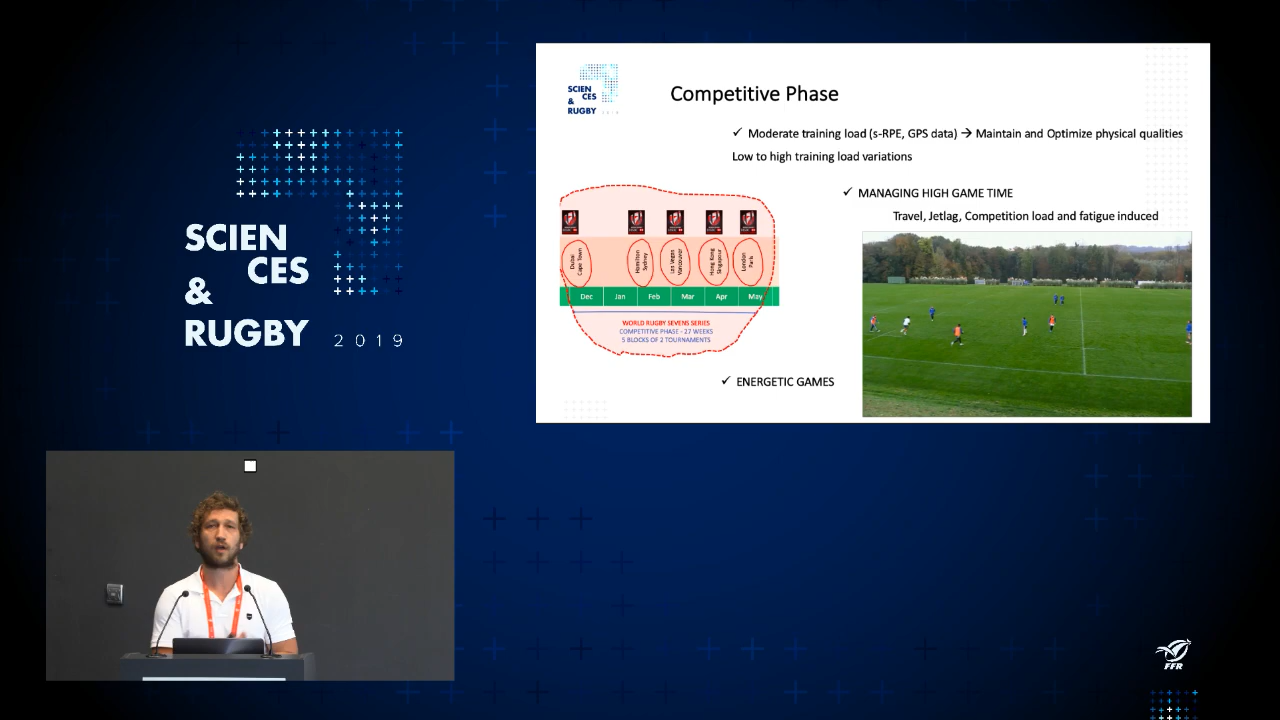 SCIEN
CES
&
RUGBY
2019
SCIEN
CES
&
RUGBY 2019
Competitive Phase
✓ Moderate training load (s-RPE, GPS data) → Maintain and Optimize physical qualities
Low to high training load variations
✓ MANAGING HIGH GAME TIME
Travel, Jetlag, Competition load and fatigue induced
Dubai
Cape Town
Hamilton
Sydney
Las Vegas
Vancouver
Hong Kong
Singapour
London
Paris
Dec Jan Feb Mar Apr May
WORLD RUGBY SEVENS SERIES
COMPETITIVE PHASE - 27 WEEKS
5 BLOCKS OF 2 TOURNAMENTS
✓ ENERGETIC GAMES
FFR